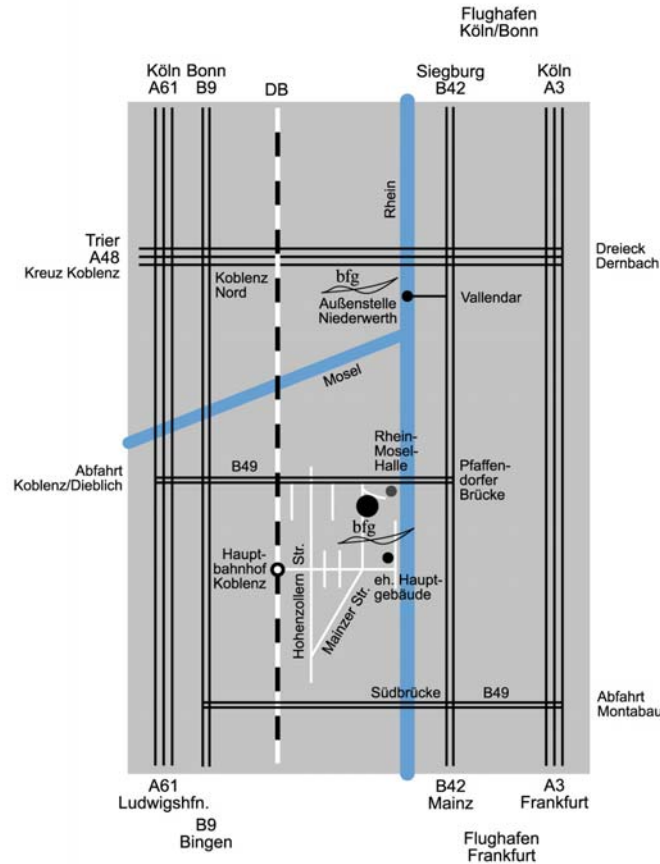 Flughafen
Köln/Bonn
Köln
A61
Bonn
B9
DB
Siegburg
B42
Köln
A3
Rhein
Trier
A48
Kreuz Koblenz
Dreieck
Dernbach
Koblenz
Nord
bfg
Außenstelle
Niederwerth
Vallendar
Mosel
Rhein-
Mosel-
Halle
Abfahrt
Koblenz/Dieblich
B49
Pfaffen-
dorfer
Brücke
bfg
Haupt-
bahnhof
Koblenz
Hohenzollern Str.
Mainzer Str.
eh. Haupt-
gebäude
Südbrücke
B49
Abfahrt
Montabau
A61
Ludwigshfn.
B9
Bingen
B42
Mainz
A3
Frankfurt
Flughafen
Frankfurt